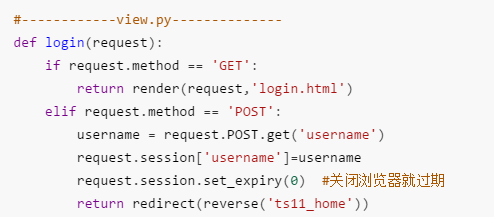 #------------view.py--------------
def login(request):
    if request.method == 'GET':
        return render(request,'login.html')
    elif request.method == 'POST':
        username = request.POST.get('username')
        request.session['username']=username
        request.session.set_expiry(0)  #关闭浏览器就过期
        return redirect(reverse('ts11_home'))